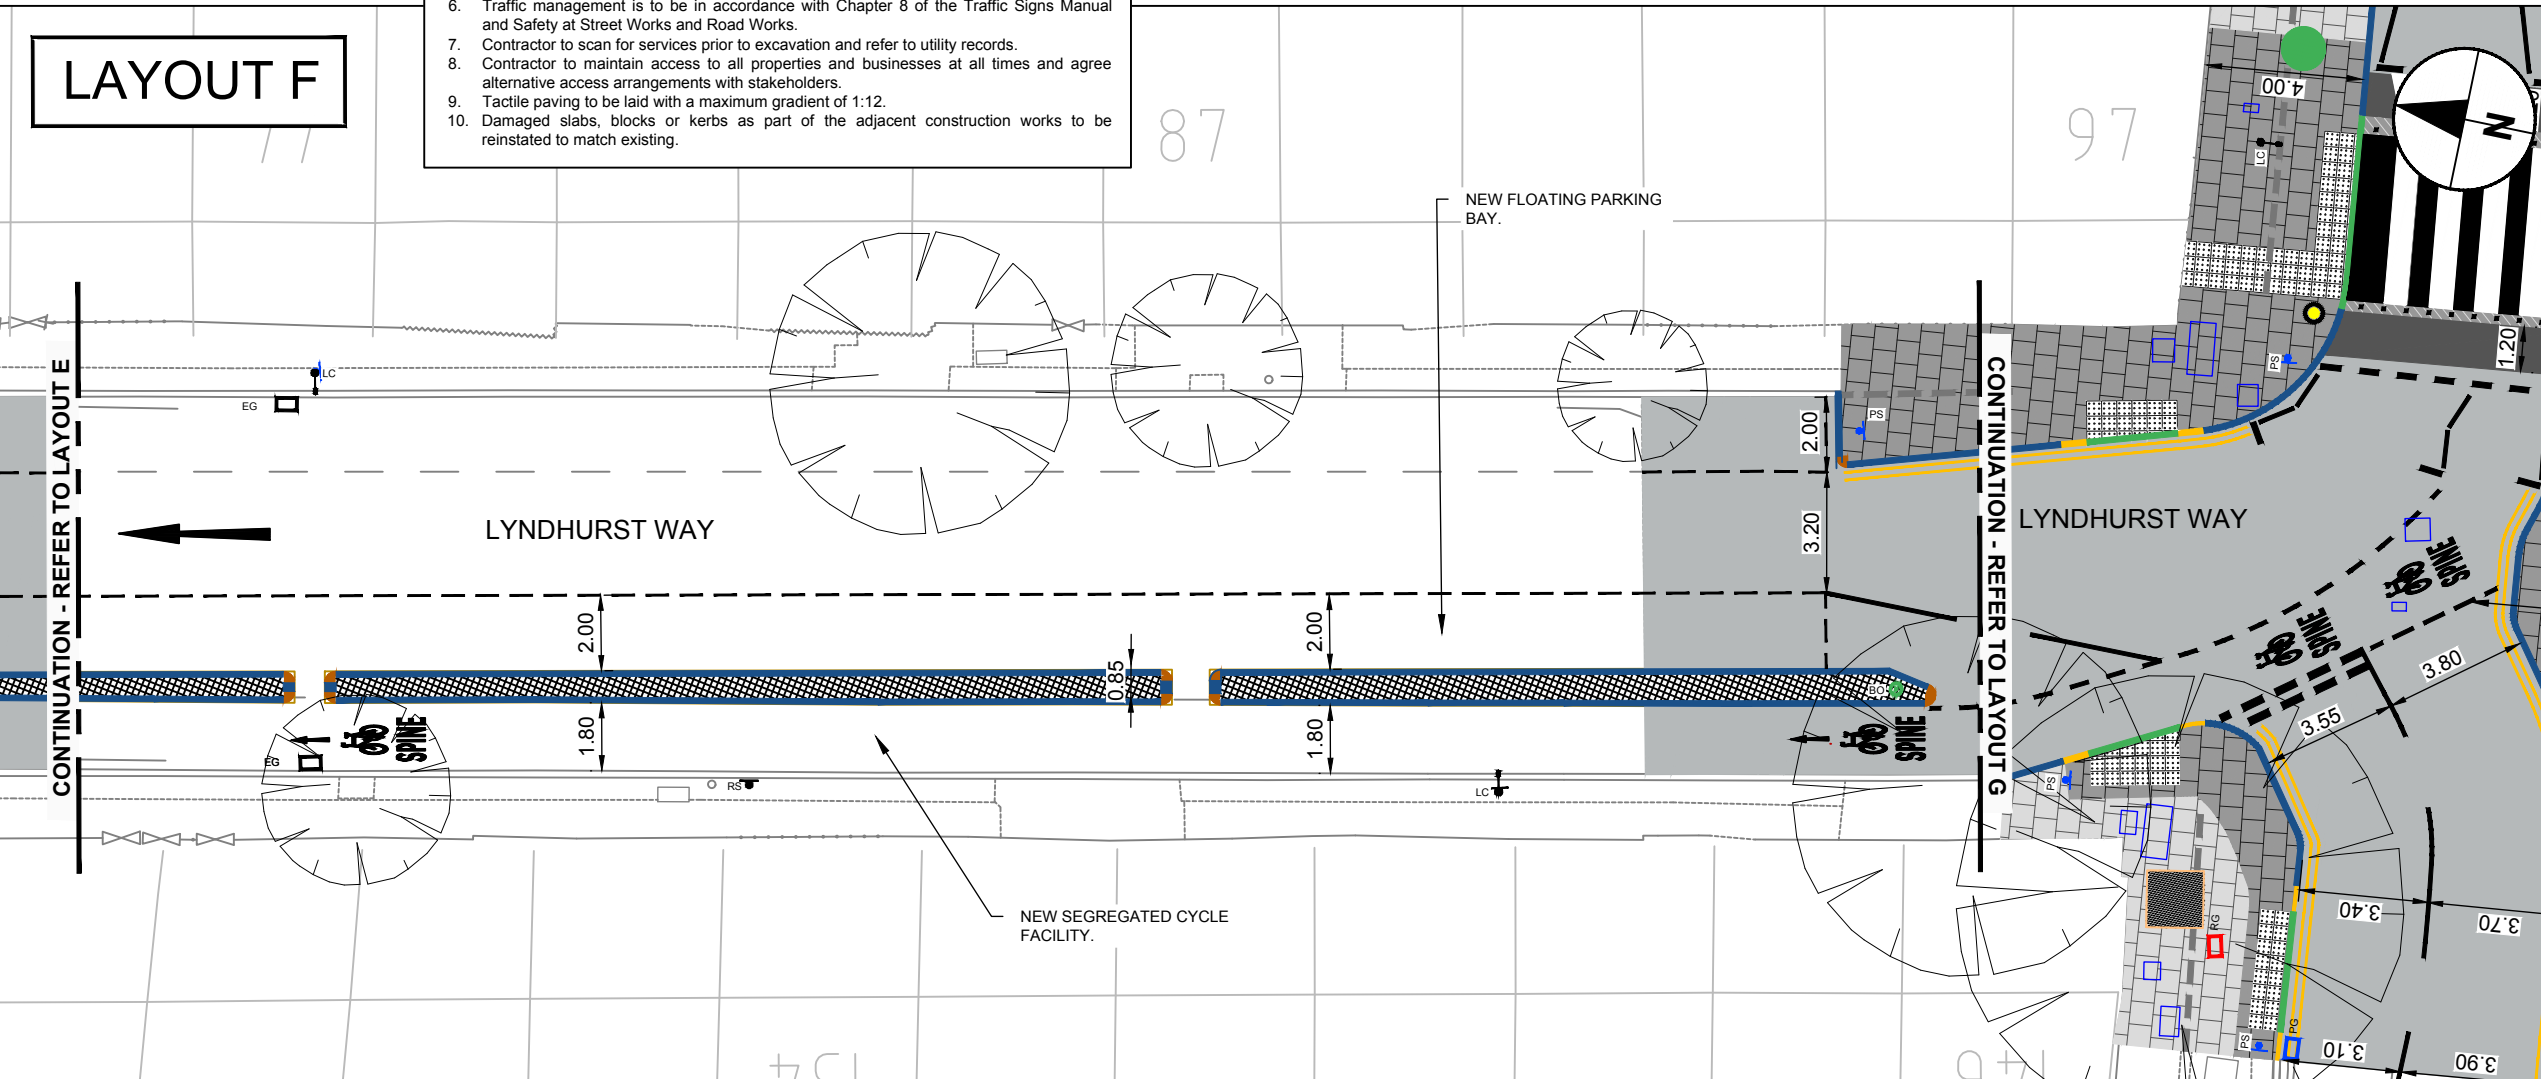 LAYOUT F
6. Traffic management is to be in accordance with Chapter 8 of the Traffic Signs Manual
and Safety at Street Works and Road Works.
7. Contractor to scan for services prior to excavation and refer to utility records.
8. Contractor to maintain access to all properties and businesses at all times and agree
alternative access arrangements with stakeholders.
9. Tactile paving to be laid with a maximum gradient of 1:12.
10. Damaged slabs, blocks or kerbs as part of the adjacent construction works to be
reinstated to match existing.
77
87
97
4.00
N
LC
NEW FLOATING PARKING
BAY.
CONTINUATION - REFER TO LAYOUT E
LC
EG
PS
1.20
PS
2.00
3.20
CONTINUATION - REFER TO LAYOUT G
LYNDHURST WAY
LYNDHURST WAY
SPINE
SPINE
2.00
2.00
0.85
BO
3.80
3.55
1.80
1.80
SPINE
SPINE
EG
RS
LC
PS
NEW SEGREGATED CYCLE
FACILITY.
RG
3.40
3.70
PS
PG
3.10
3.90